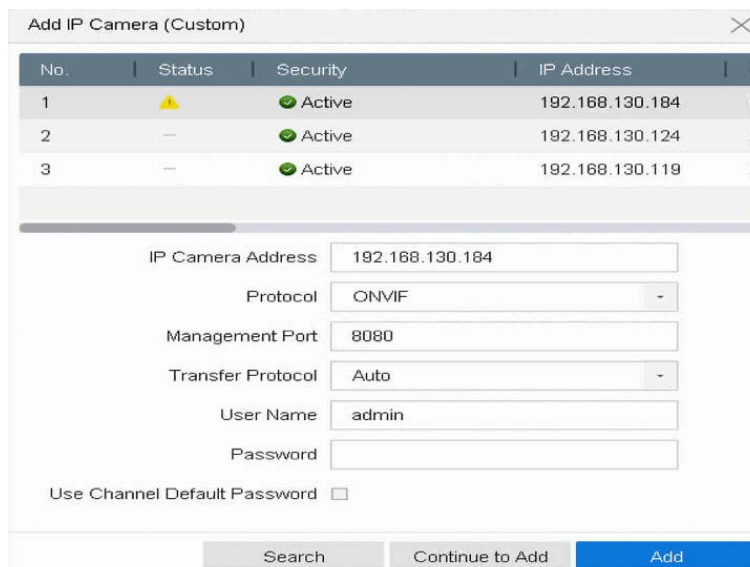 Add IP Camera (Custom)
No. Status Security IP Address
1 Active 192.168.130.184
2 — Active 192.168.130.124
3 — Active 192.168.130.119
IP Camera Address 192.168.130.184
Protocol ONVIF
Management Port 8080
Transfer Protocol Auto
User Name admin
Password
Use Channel Default Password
Search Continue to Add Add